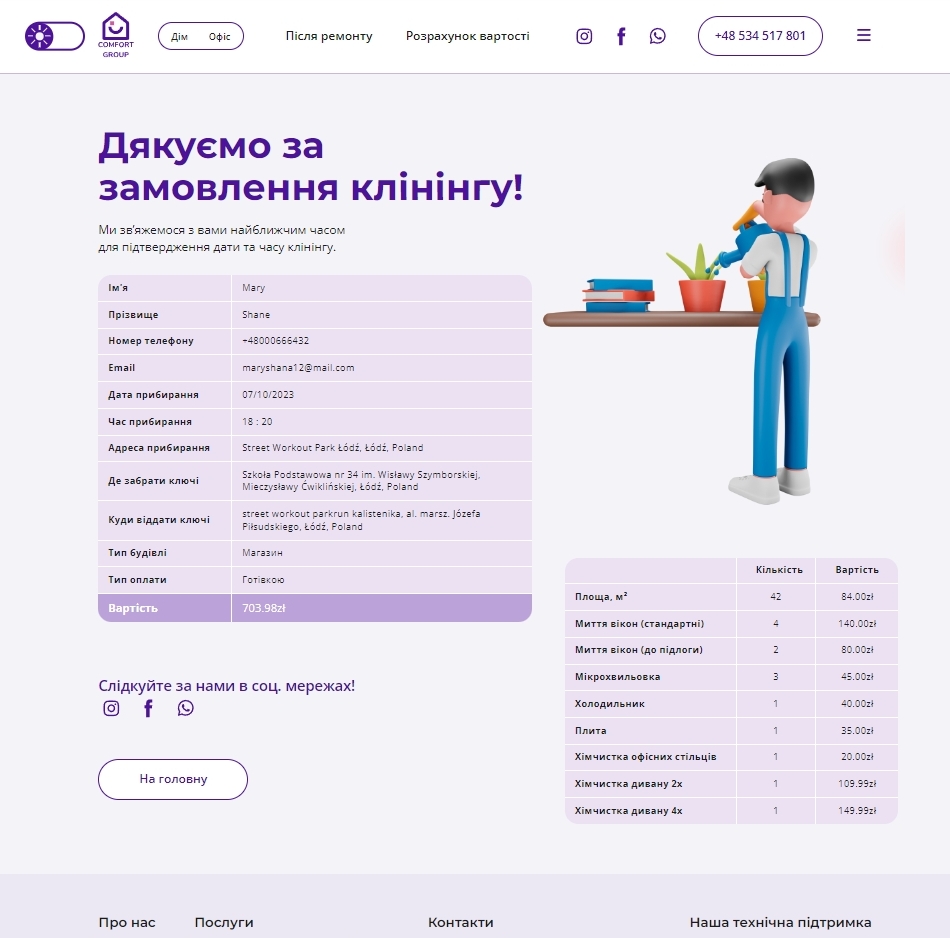 COMFORT
GROUP
Дім Офіс
Після ремонту
Розрахунок вартості
+48 534 517 801
Дякуємо за
замовлення клінінгу!
Ми зв'яжемося з вами найближчим часом
для підтвердження дати та часу клінінгу.
Ім'я Mary
Прізвище Shane
Номер телефону +48000666432
Email maryshana12@mail.com
Дата прибирання 07/10/2023
Час прибирання 18 : 20
Адреса прибирання Street Workout Park Łódź, Łódź, Poland
Де забрати ключі Szkoła Podstawowa nr 34 im. Wisławy Szymborskiej,
Mieczysławy Ćwiklińskiej, Łódź, Poland
Куди віддати ключі street workout parkrun kalistenika, al. marsz. Józefa
Piłsudskiego, Łódź, Poland
Тип будівлі Магазин
Тип оплати Готівкою
Вартість 703.98zł
Кількість Вартість
Площа, м² 42 84.00zł
Миття вікон (стандартні) 4 140.00zł
Миття вікон (до підлоги) 2 80.00zł
Мікрохвильовка 3 45.00zł
Холодильник 1 40.00zł
Плита 1 35.00zł
Хімчистка офісних стільців 1 20.00zł
Хімчистка дивану 2х 1 109.99zł
Хімчистка дивану 4х 1 149.99zł
Слідкуйте за нами в соц. мережах!
На головну
Про нас
Послуги
Контакти
Наша технічна підтримка